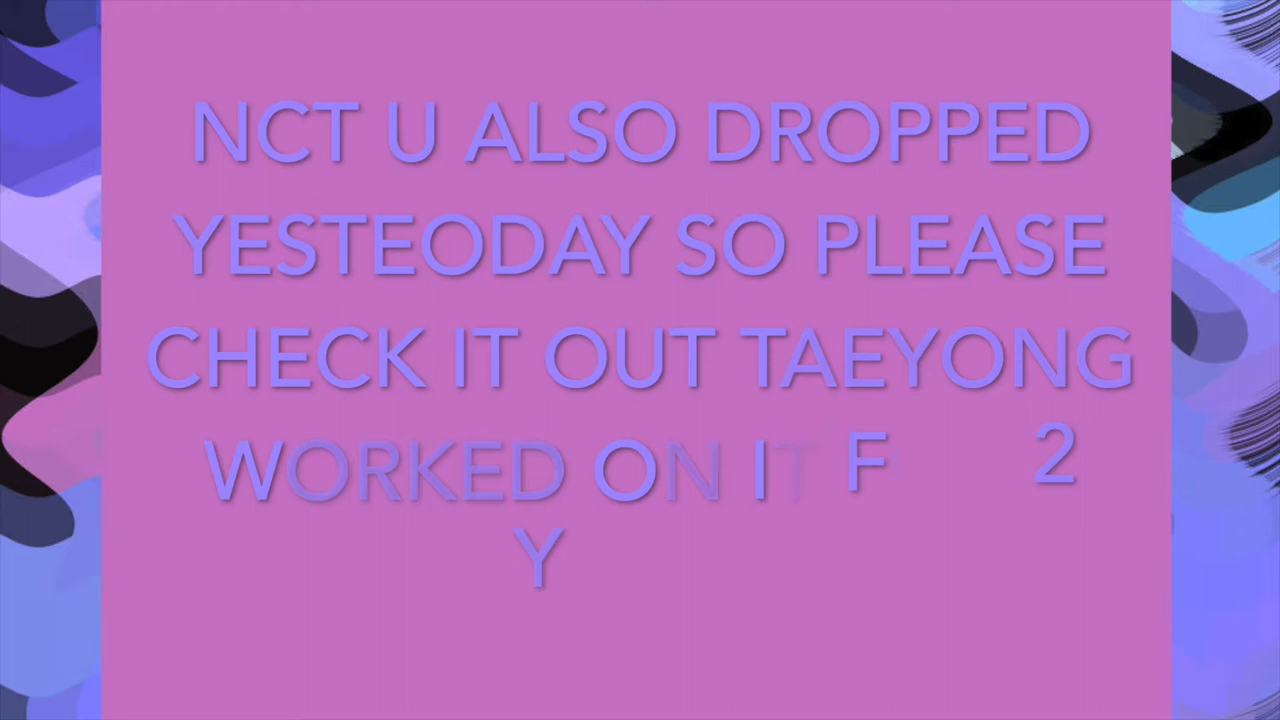 NCT U ALSO DROPPED
YESTEODAY SO PLEASE
CHECK IT OUT TAEYONG
WORKED ON IT F 2
Y